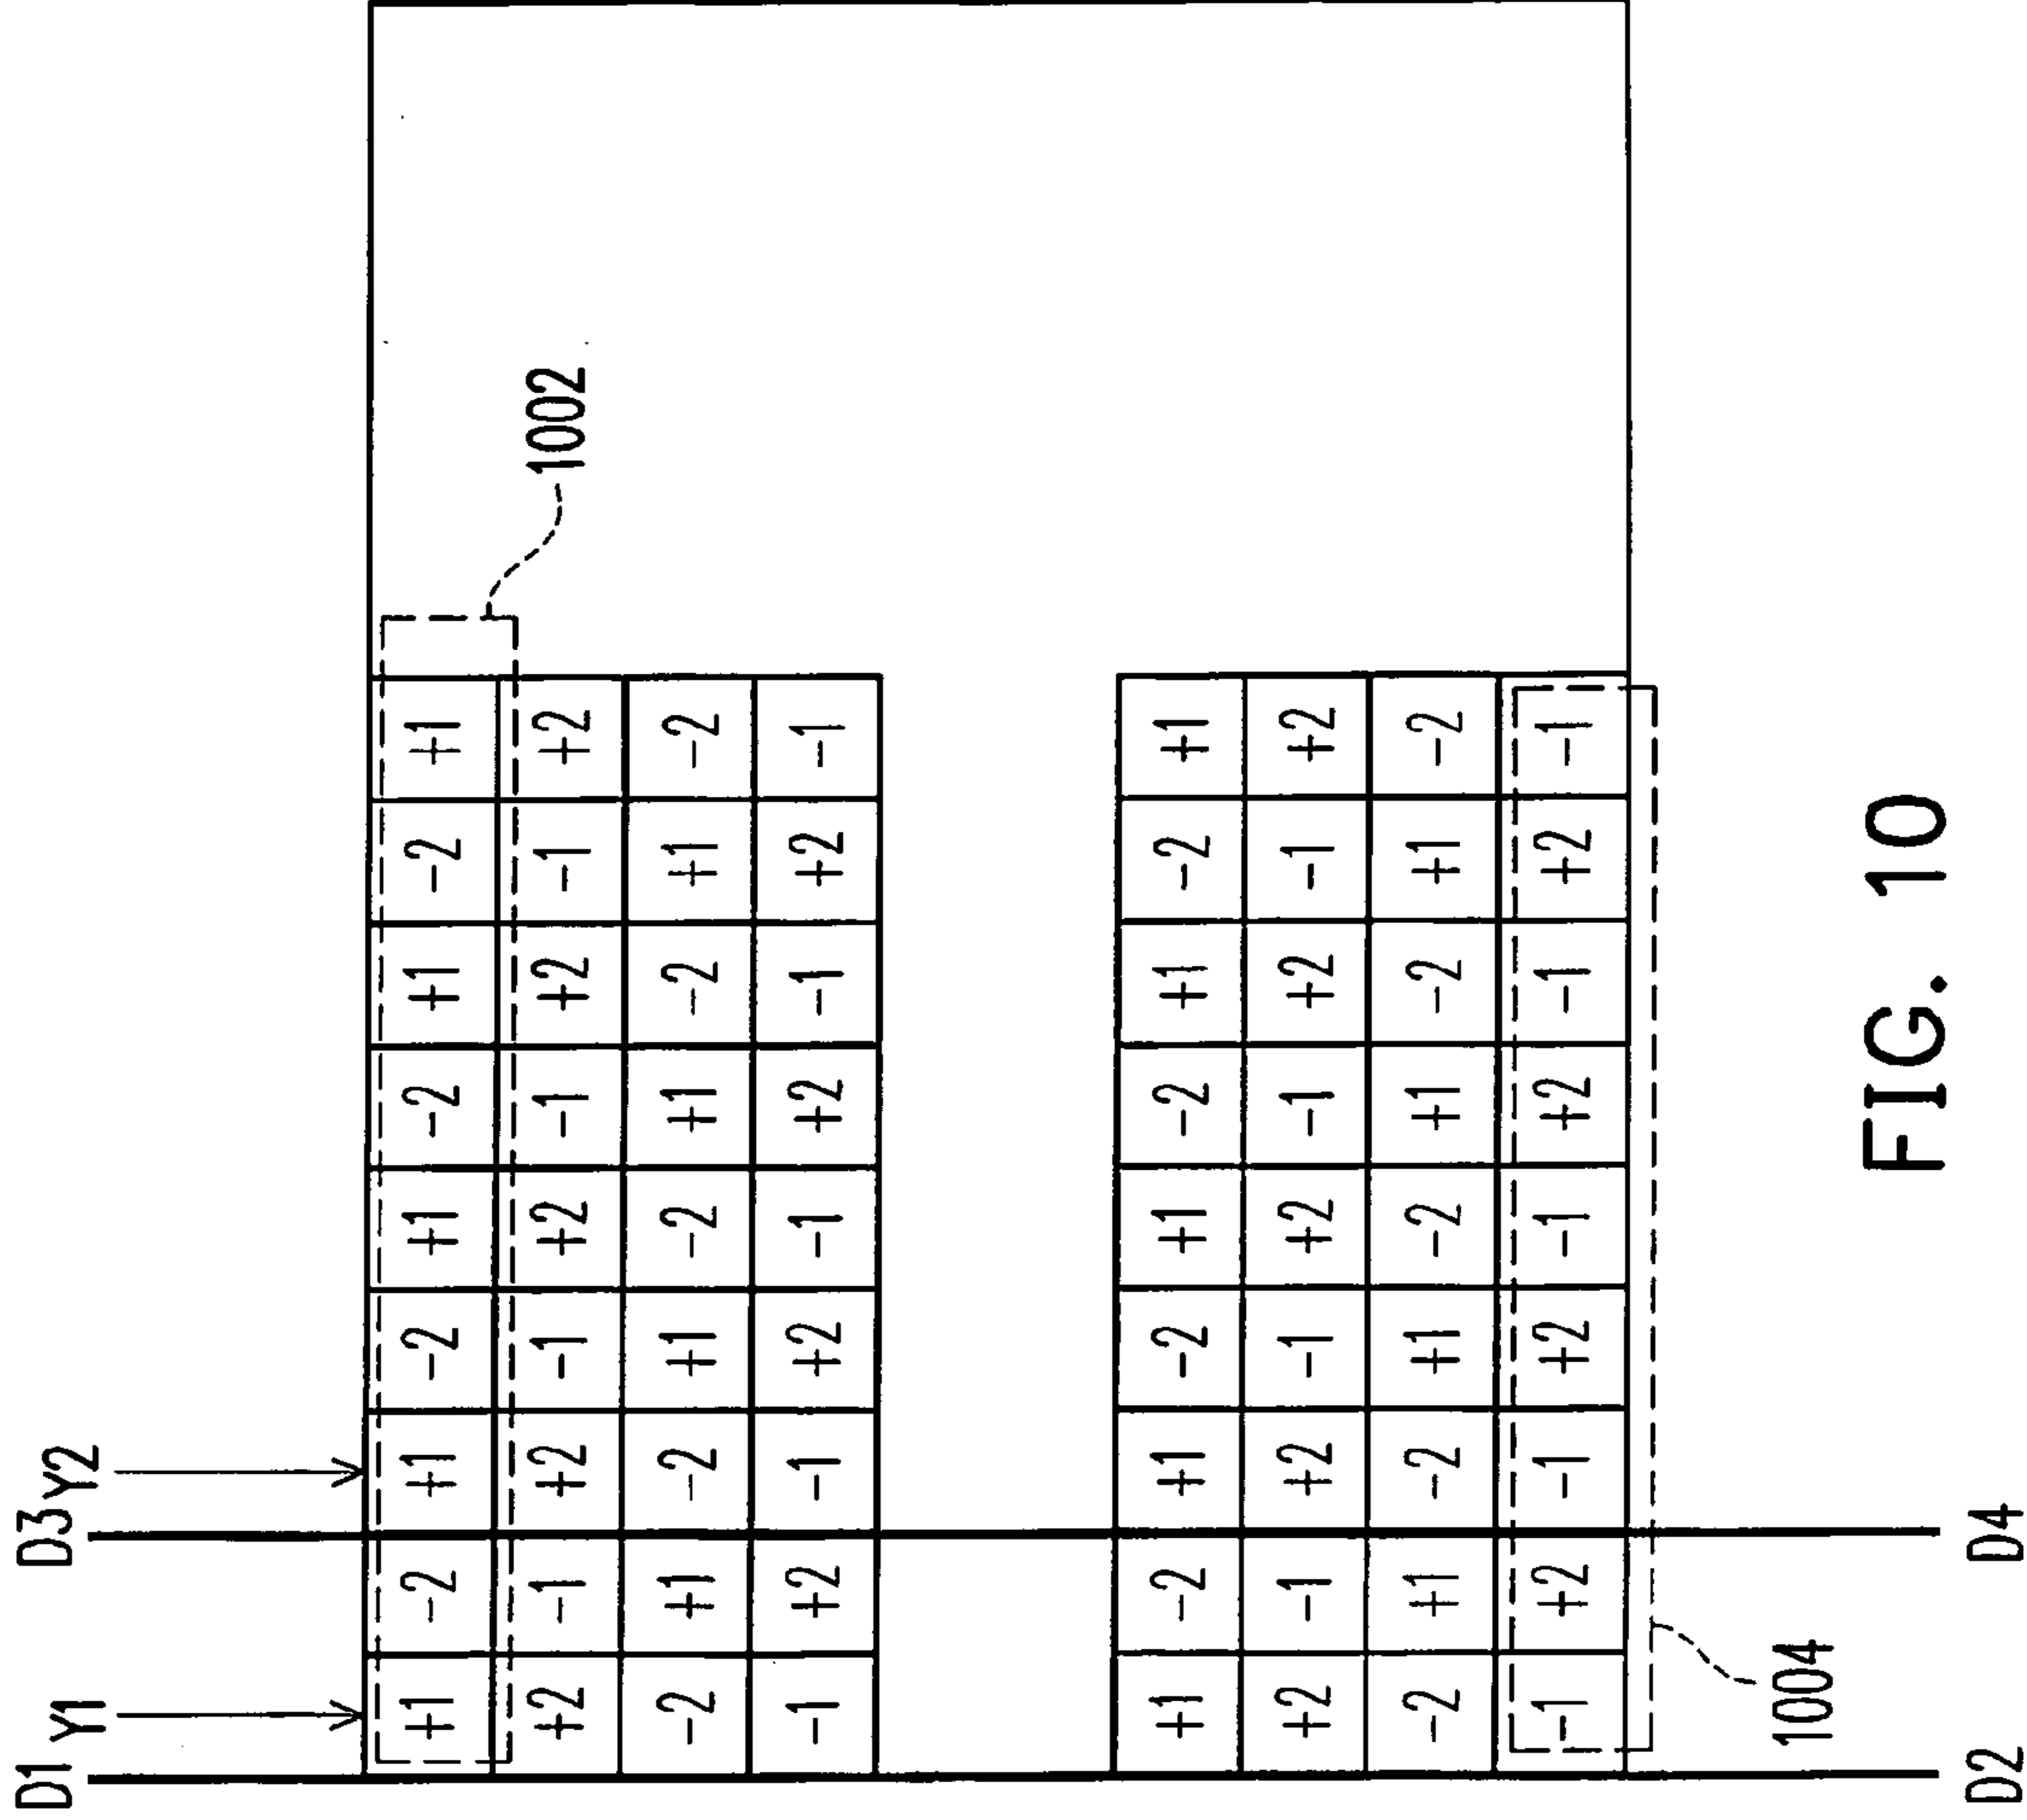 D1 Y1 D3 Y2
+1 -2 +1 -2 +1 -2 +1 -2 +1
+2 -1 +2 -1 +2 -1 +2 -1 +2 1002
-2 +1 -2 +1 -2 +1 -2 +1 -2
-1 +2 -1 +2 -1 +2 -1 +2 -1
+1 -2 +1 -2 +1 -2 +1 -2 +1
+2 -1 +2 -1 +2 -1 +2 -1 +2
-2 +1 -2 +1 -2 +1 -2 +1 -2
-1 +2 -1 +2 -1 +2 -1 +2 -1
1004
D2 D4
FIG. 10